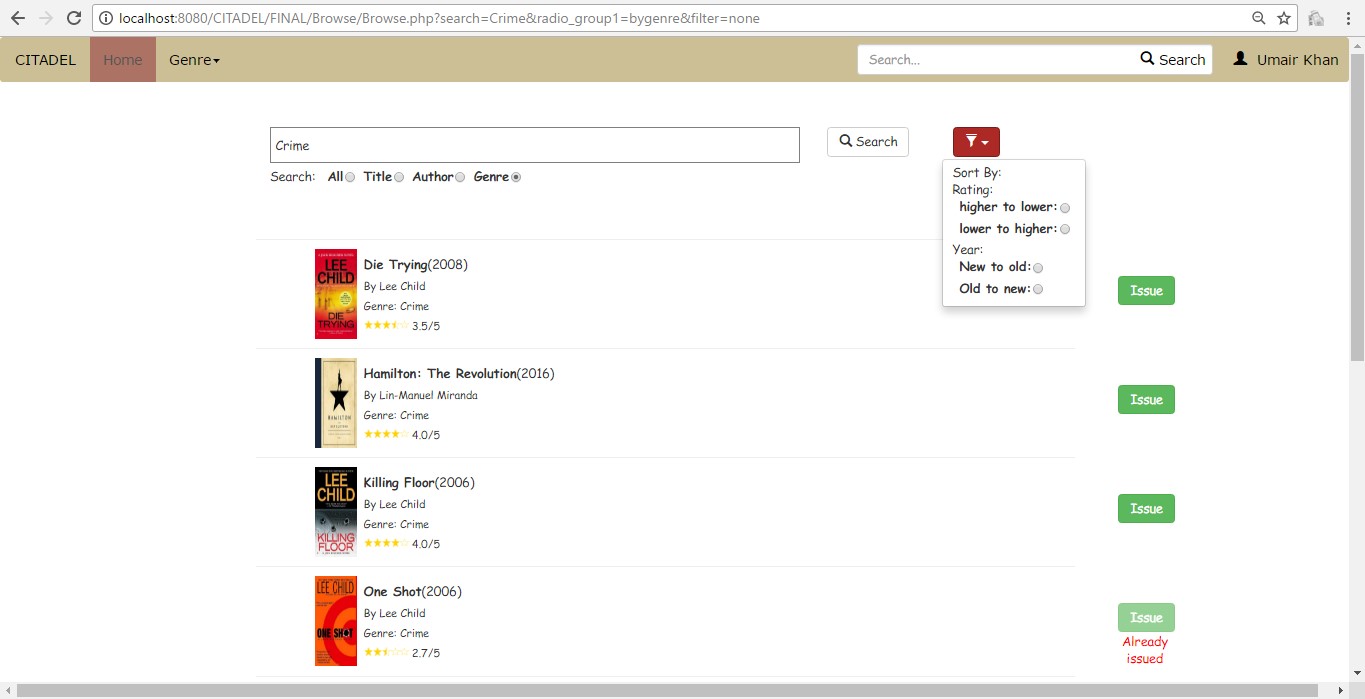 localhost:8080/CITADEL/FINAL/Browse/Browse.php?search=Crime&radio_group1=bygenre&filter=none
CITADEL Home Genre Search... Search Umair Khan
Crime Search
Search: All Title Author Genre
Sort By:
Rating:
higher to lower:
lower to higher:
Year:
New to old:
Old to new:
LEE CHILD
DIE TRYING
Die Trying(2008)
By Lee Child
Genre: Crime
3.5/5
Issue
HAMILTON
Hamilton: The Revolution(2016)
By Lin-Manuel Miranda
Genre: Crime
4.0/5
Issue
LEE CHILD
KILLING FLOOR
Killing Floor(2006)
By Lee Child
Genre: Crime
4.0/5
Issue
LEE CHILD
ONE SHOT
One Shot(2006)
By Lee Child
Genre: Crime
2.7/5
Issue
Already
issued